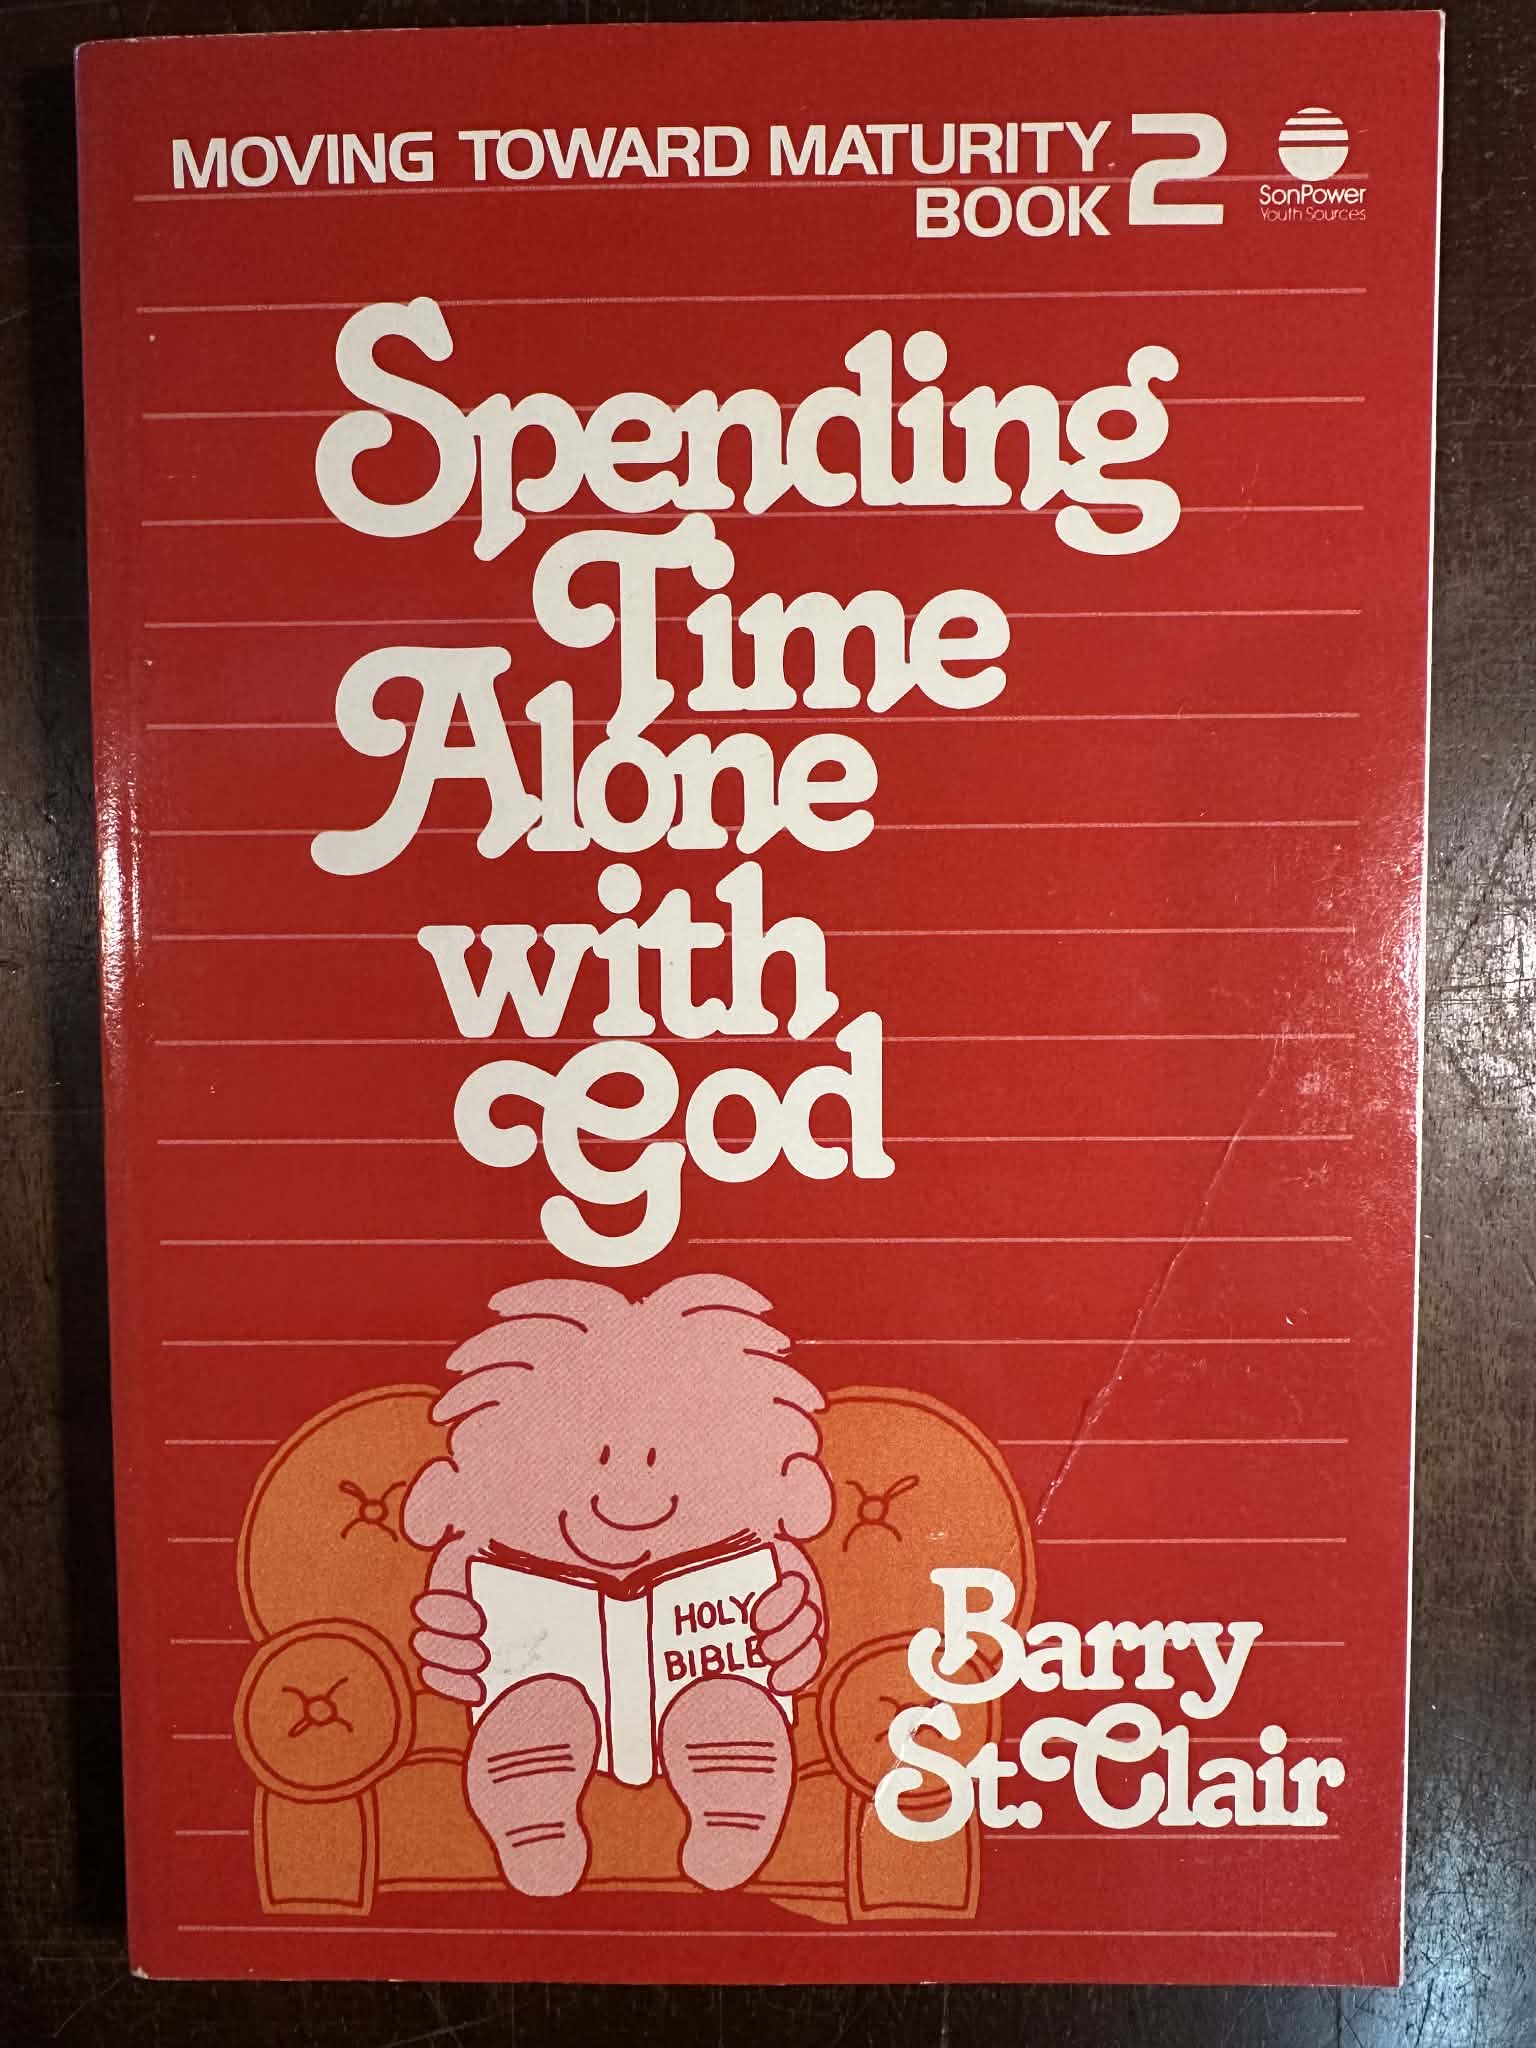 MOVING TOWARD MATURITY
BOOK 2
SonPower
Youth Sources
Spending
Time
Alone
with
God
HOLY
BIBLE
Barry
St. Clair